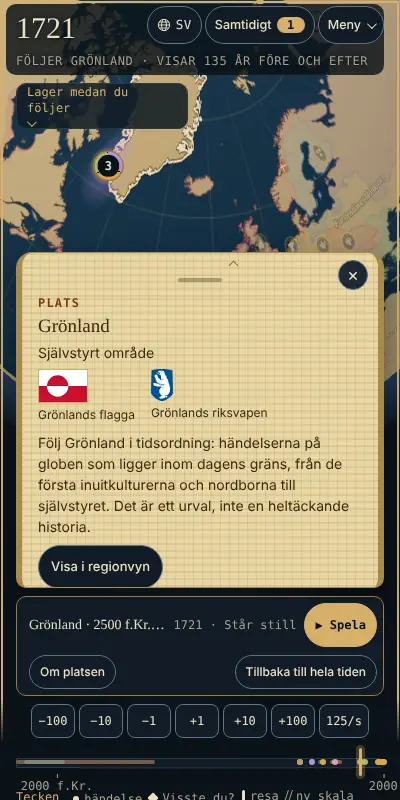 1721
SV
Samtidigt 1
Meny
FÖLJER GRÖNLAND · VISAR 135 ÅR FÖRE OCH EFTER
Lager medan du
följer
3
PLATS
Grönland
Självstyrt område
Grönlands flagga
Grönlands riksvapen
Följ Grönland i tidsordning: händelserna på
globen som ligger inom dagens gräns, från de
första inuitkulturerna och nordborna till
självstyret. Det är ett urval, inte en heltäckande
historia.
Visa i regionvyn
Grönland · 2500 f.Kr.… 1721 · Står still
▶ Spela
Om platsen
Tillbaka till hela tiden
−100
−10
−1
+1
+10
+100
125/s
2000 f.Kr.
2000
Tecken
händelse
Visste du?
resa // ny skala